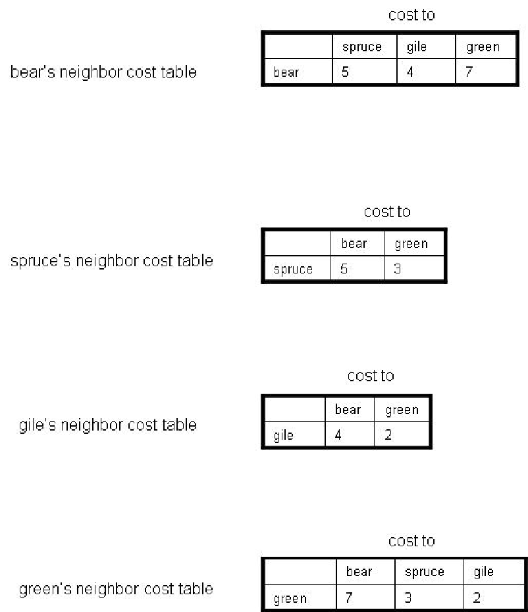 cost to
spruce gile green
bear's neighbor cost table
bear 5 4 7
cost to
bear green
spruce's neighbor cost table
spruce 5 3
cost to
bear green
gile's neighbor cost table
gile 4 2
cost to
bear spruce gile
green's neighbor cost table
green 7 3 2